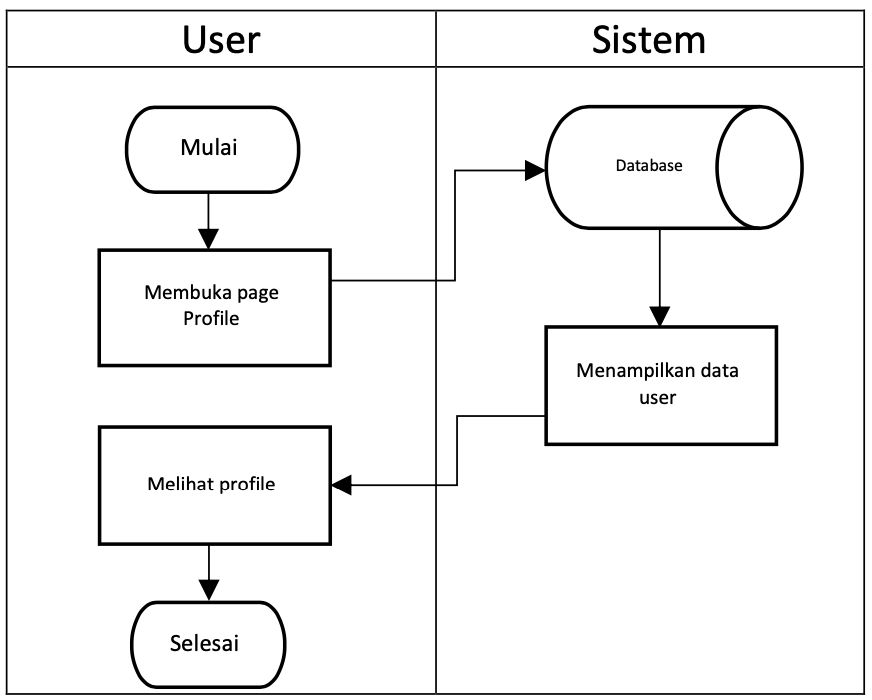 User
Sistem
Mulai
Database
Membuka page
Profile
Menampilkan data
user
Melihat profile
Selesai